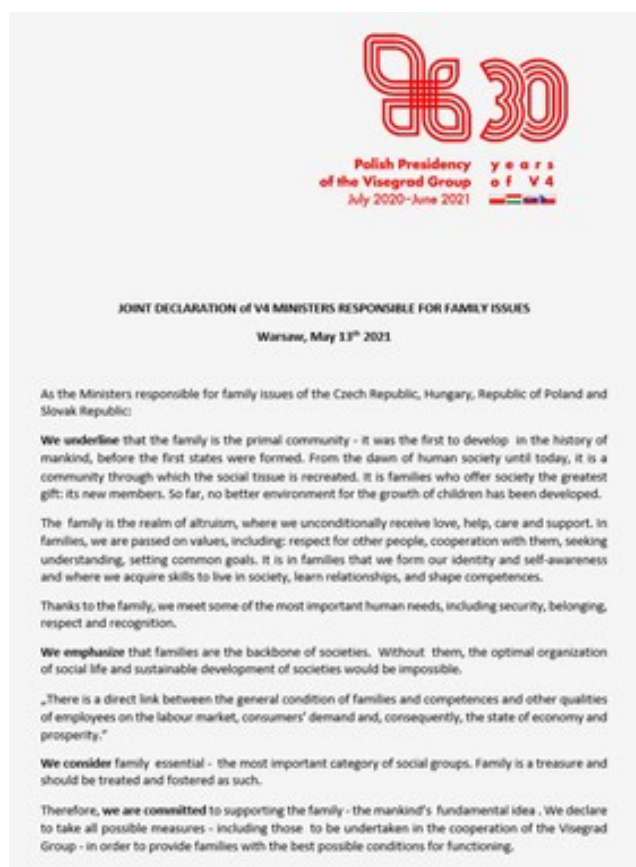 30
Polish Presidency
of the Visegrad Group
July 2020-June 2021
years
of V4
JOINT DECLARATION of V4 MINISTERS RESPONSIBLE FOR FAMILY ISSUES
Warsaw, May 13th 2021
As the Ministers responsible for family issues of the Czech Republic, Hungary, Republic of Poland and
Slovak Republic:
We underline that the family is the primal community - it was the first to develop in the history of
mankind, before the first states were formed. From the dawn of human society until today, it is a
community through which the social tissue is recreated. It is families who offer society the greatest
gift: its new members. So far, no better environment for the growth of children has been developed.
The family is the realm of altruism, where we unconditionally receive love, help, care and support. In
families, we are passed on values, including: respect for other people, cooperation with them, seeking
understanding, setting common goals. It is in families that we form our identity and self-awareness
and where we acquire skills to live in society, learn relationships, and shape competences.
Thanks to the family, we meet some of the most important human needs, including security, belonging,
respect and recognition.
We emphasize that families are the backbone of societies. Without them, the optimal organization
of social life and sustainable development of societies would be impossible.
„There is a direct link between the general condition of families and competences and other qualities
of employees on the labour market, consumers' demand and, consequently, the state of economy and
prosperity."
We consider family essential - the most important category of social groups. Family is a treasure and
should be treated and fostered as such.
Therefore, we are committed to supporting the family - the mankind's fundamental idea . We declare
to take all possible measures - including those to be undertaken in the cooperation of the Visegrad
Group - in order to provide families with the best possible conditions for functioning.